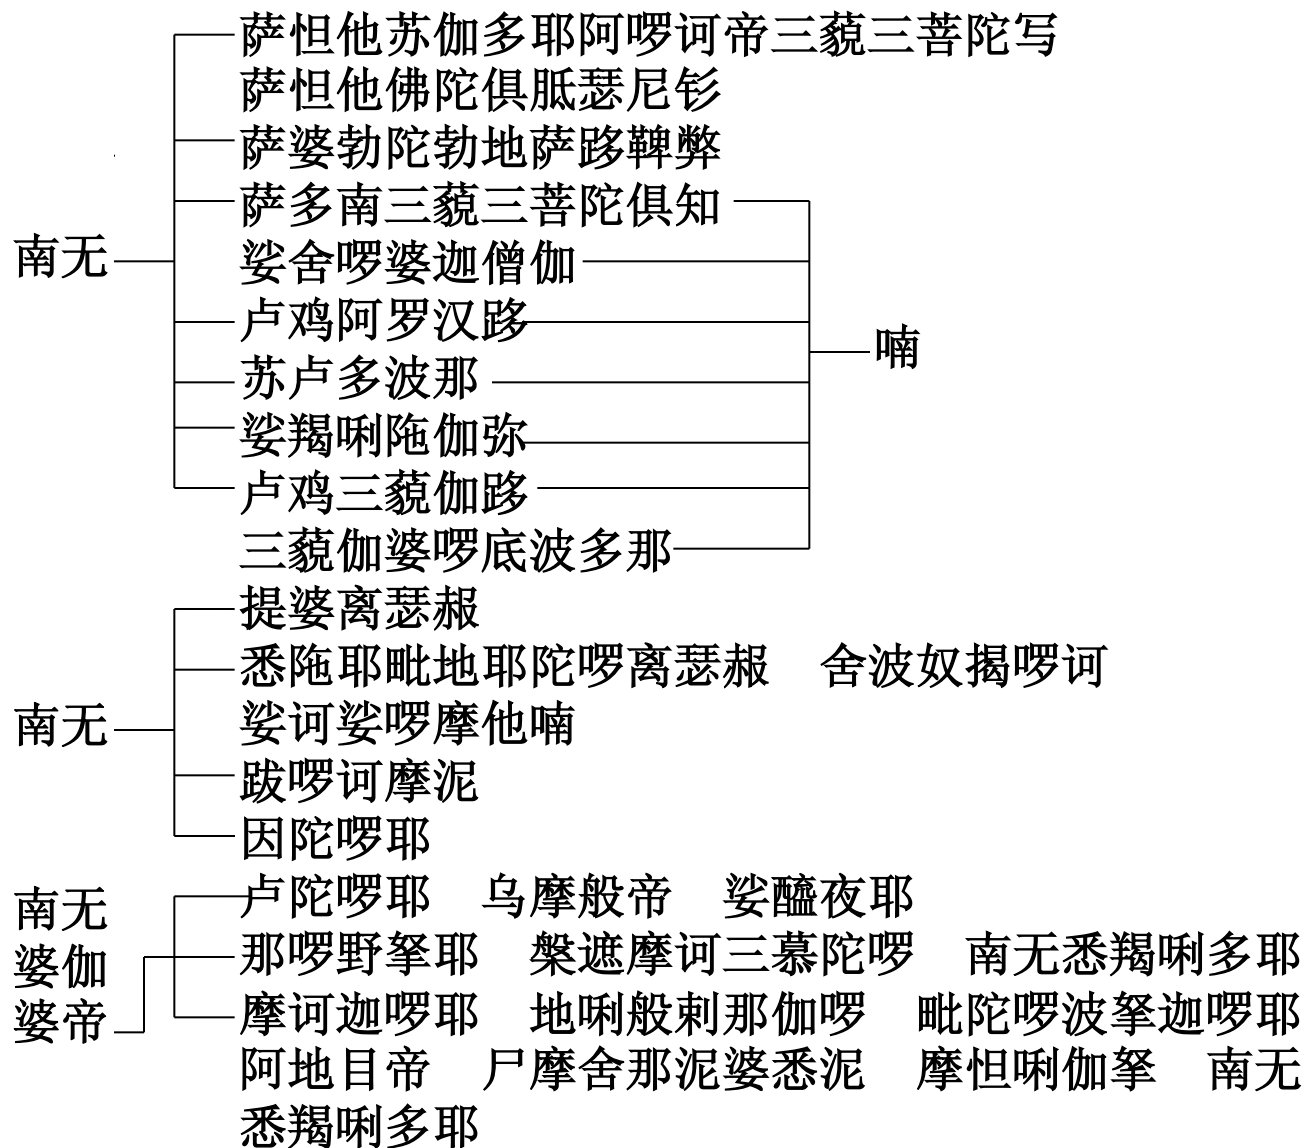 萨怛他苏伽多耶阿啰诃帝三藐三菩陀写
萨怛他佛陀俱胝瑟尼钐
萨婆勃陀勃地萨跢鞞弊
南无
萨多南三藐三菩陀俱知
娑舍啰婆迦僧伽
卢鸡阿罗汉跢
喃
苏卢多波那
娑羯唎陁伽弥
卢鸡三藐伽跢
三藐伽婆啰底波多那
提婆离瑟赧
悉陁耶毗地耶陀啰离瑟赧　舍波奴揭啰诃
南无
娑诃娑啰摩他喃
跋啰诃摩泥
因陀啰耶
南无
婆伽
婆帝
卢陀啰耶　乌摩般帝　娑醯夜耶
那啰野拏耶　槃遮摩诃三慕陀啰　南无悉羯唎多耶
摩诃迦啰耶　地唎般剌那伽啰　毗陀啰波拏迦啰耶
阿地目帝　尸摩舍那泥婆悉泥　摩怛唎伽拏　南无
悉羯唎多耶